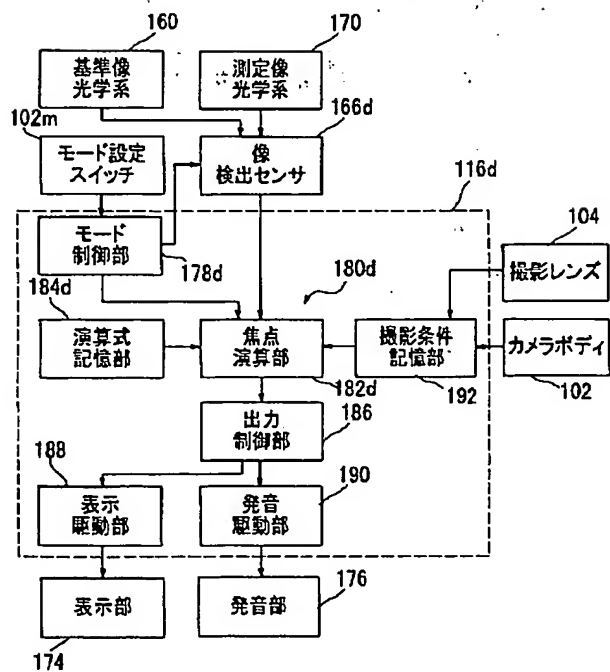 160
170
基準像
光学系
測定像
光学系
102m
166d
モード設定
スイッチ
像
検出センサ
116d
モード
制御部
178d
104
撮影レンズ
184d
180d
演算式
記憶部
焦点
演算部
撮影条件
記憶部
カメラボディ
182d
192
102
出力
制御部
186
188
190
表示
駆動部
発音
駆動部
表示部
発音部
174
176